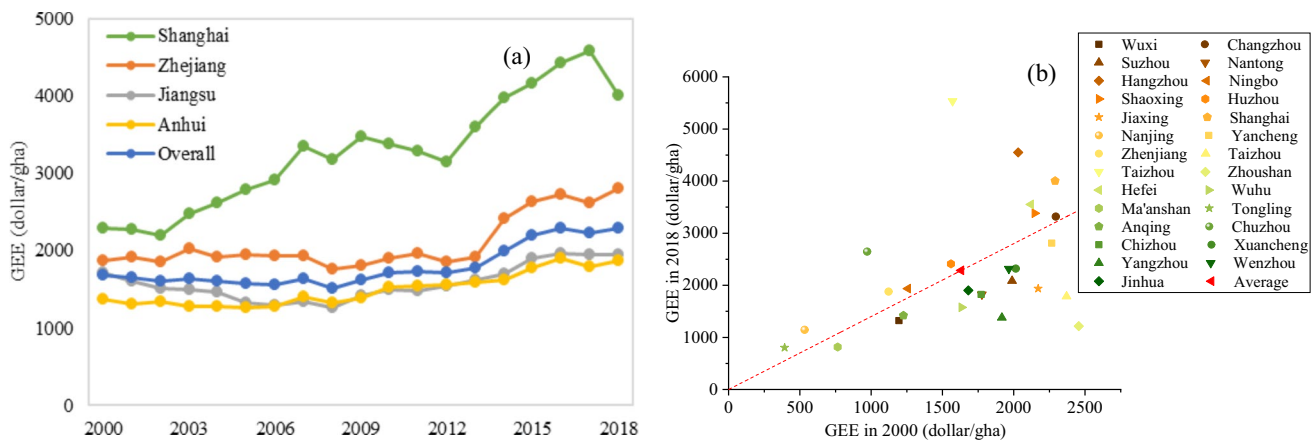 5000
4000
3000
2000
1000
0
GEE (dollar/gha)
Shanghai
Zhejiang
Jiangsu
Anhui
Overall
(a)
2000 2003 2006 2009 2012 2015 2018
(b)
6000
5000
4000
3000
2000
1000
0
GEE in 2018 (dollar/gha)
0 500 1000 1500 2000 2500
GEE in 2000 (dollar/gha)
Wuxi Changzhou
Suzhou Nantong
Hangzhou Ningbo
Shaoxing Huzhou
Jiaxing Shanghai
Nanjing Yancheng
Zhenjiang Taizhou
Taizhou Zhoushan
Hefei Wuhu
Ma'anshan Tongling
Anqing Chuzhou
Chizhou Xuancheng
Yangzhou Wenzhou
Jinhua Average